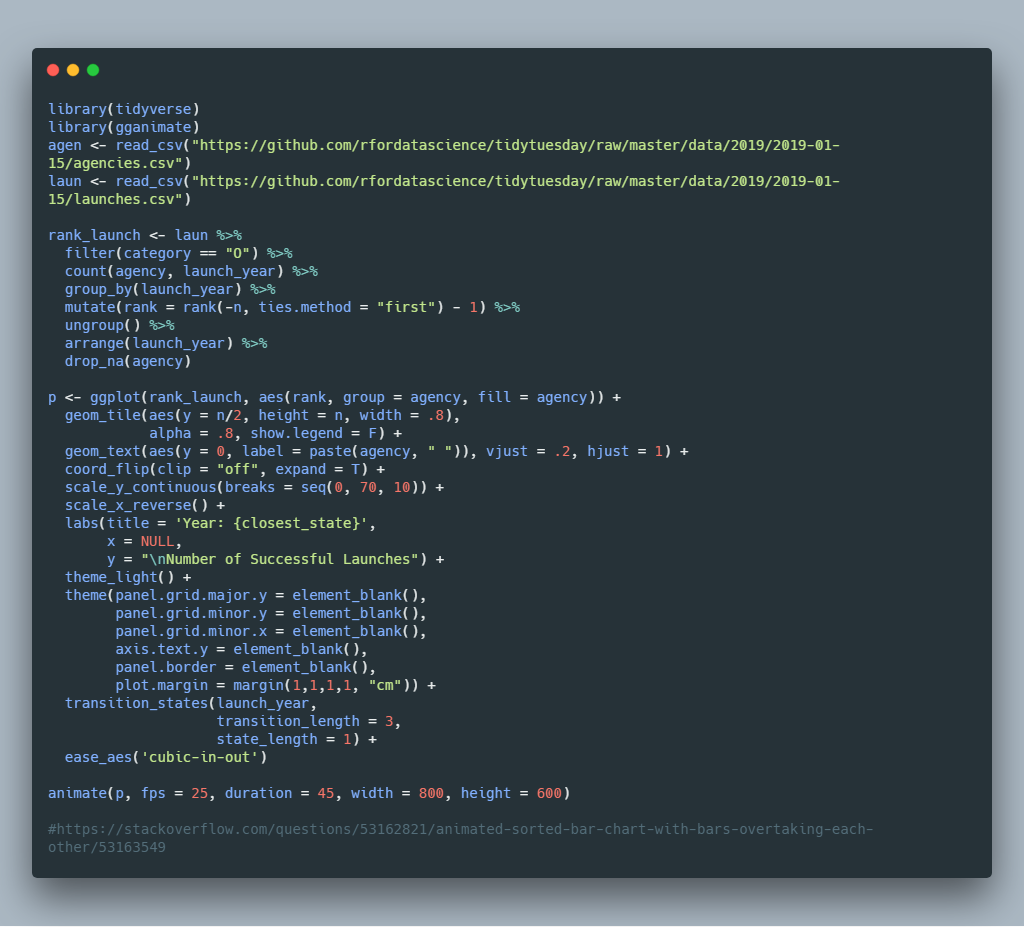 library(tidyverse)
library(gganimate)
agen <- read_csv("https://github.com/rfordatascience/tidytuesday/raw/master/data/2019/2019-01-
15/agencies.csv")
laun <- read_csv("https://github.com/rfordatascience/tidytuesday/raw/master/data/2019/2019-01-
15/launches.csv")

rank_launch <- laun %>%
  filter(category == "O") %>%
  count(agency, launch_year) %>%
  group_by(launch_year) %>%
  mutate(rank = rank(-n, ties.method = "first") - 1) %>%
  ungroup() %>%
  arrange(launch_year) %>%
  drop_na(agency)

p <- ggplot(rank_launch, aes(rank, group = agency, fill = agency)) +
  geom_tile(aes(y = n/2, height = n, width = .8),
            alpha = .8, show.legend = F) +
  geom_text(aes(y = 0, label = paste(agency, " ")), vjust = .2, hjust = 1) +
  coord_flip(clip = "off", expand = T) +
  scale_y_continuous(breaks = seq(0, 70, 10)) +
  scale_x_reverse() +
  labs(title = 'Year: {closest_state}',
       x = NULL,
       y = "\nNumber of Successful Launches") +
  theme_light() +
  theme(panel.grid.major.y = element_blank(),
        panel.grid.minor.y = element_blank(),
        panel.grid.minor.x = element_blank(),
        axis.text.y = element_blank(),
        panel.border = element_blank(),
        plot.margin = margin(1,1,1,1, "cm")) +
  transition_states(launch_year,
                    transition_length = 3,
                    state_length = 1) +
  ease_aes('cubic-in-out')

animate(p, fps = 25, duration = 45, width = 800, height = 600)

#https://stackoverflow.com/questions/53162821/animated-sorted-bar-chart-with-bars-overtaking-each-
other/53163549